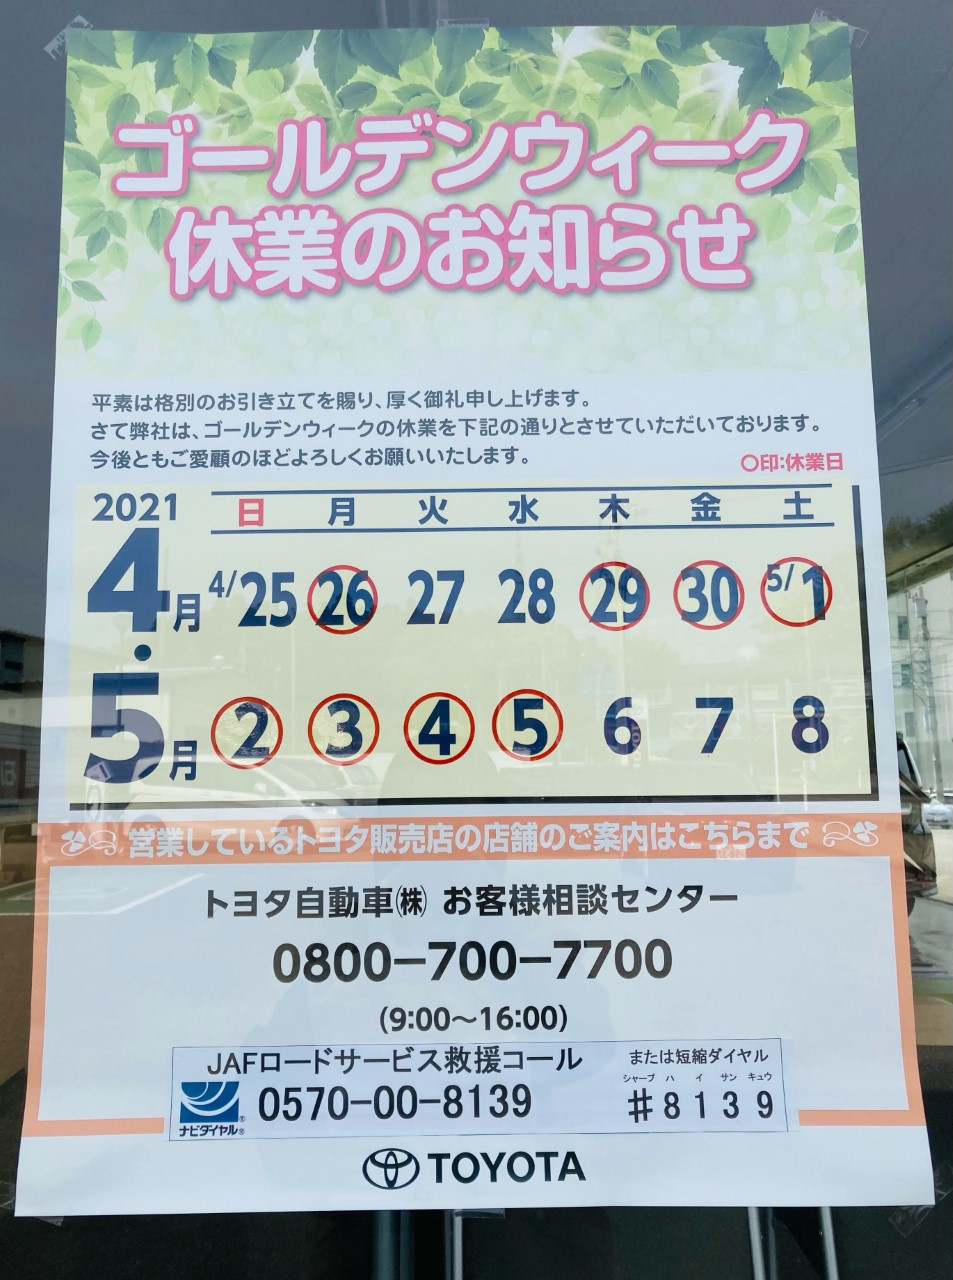 ゴールデンウィーク
休業のお知らせ
平素は格別のお引き立てを賜り、厚く御礼申し上げます。
さて弊社は、ゴールデンウィークの休業を下記の通りとさせていただいております。
今後ともご愛顧のほどよろしくお願いいたします。
〇印:休業日
2021 日 月 火 水 木 金 土
4月 4/25 26 27 28 29 30 5/1
・
5月 2 3 4 5 6 7 8
営業しているトヨタ販売店の店舗のご案内はこちらまで
トヨタ自動車㈱ お客様相談センター
0800-700-7700
(9:00～16:00)
JAFロードサービス救援コール
ナビダイヤル® 0570-00-8139
または短縮ダイヤル
シャープ ハ イ サン キュウ
#8139
TOYOTA